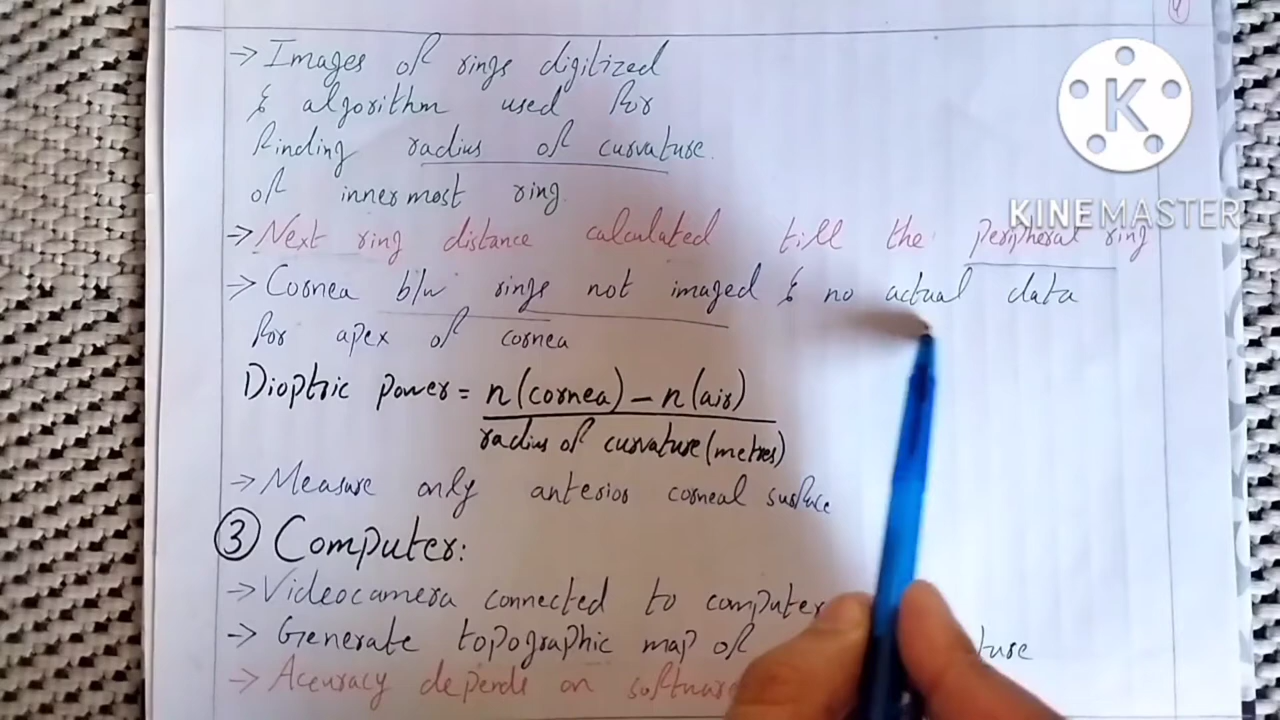 4
→ Images of rings digitized
& algorithm used for
finding radius of curvature.
of innermost ring.
→ Next ring distance calculated till the peripheral ring
→ Cornea b/w rings not imaged & no actual data
for apex of cornea
Dioptric power = n(cornea) - n(air)
radius of curvature (metres)
→ Measure only anterior corneal surface
③ Computer:
→ Videocamera connected to computer
→ Generate topographic map of
→ Accuracy depends on software
K
KINEMASTER